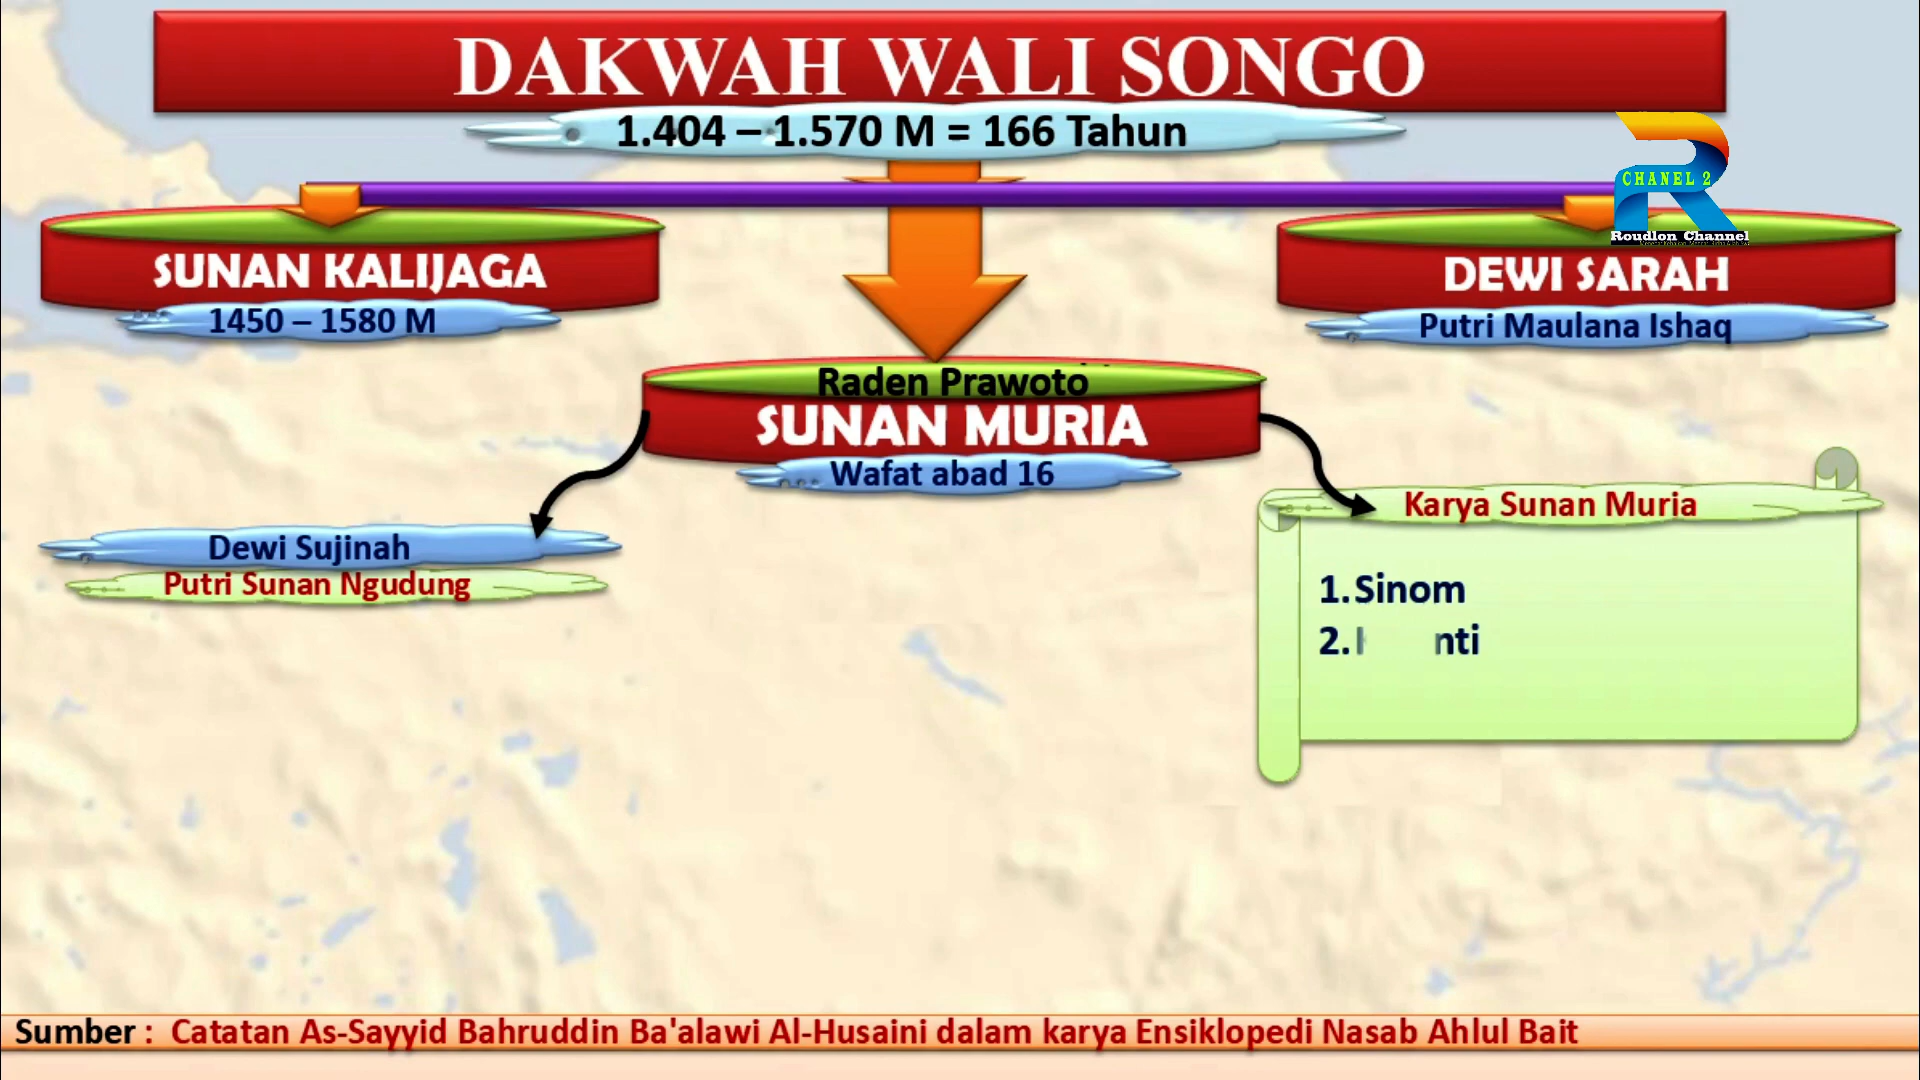 DAKWAH WALI SONGO
1.404 – 1.570 M = 166 Tahun
CHANEL 2
Roudlon Channel
SUNAN KALIJAGA
1450 – 1580 M
DEWI SARAH
Putri Maulana Ishaq
Raden Prawoto
SUNAN MURIA
Wafat abad 16
Dewi Sujinah
Putri Sunan Ngudung
Karya Sunan Muria
1. Sinom
2.
Sumber : Catatan As-Sayyid Bahruddin Ba'alawi Al-Husaini dalam karya Ensiklopedi Nasab Ahlul Bait